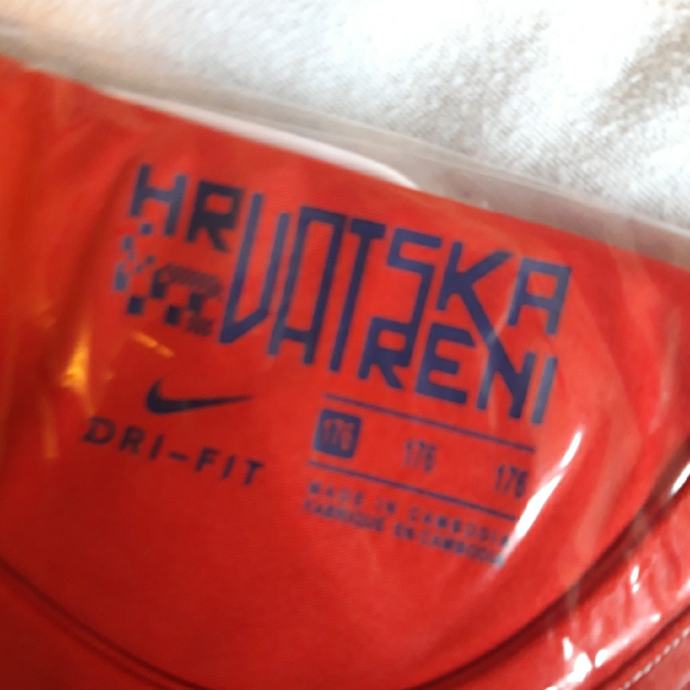 HRVATSKA
VATRENI
DRI-FIT
176 176 176
MADE IN CAMBODIA
FABRIQUÉ EN CAMBODGE